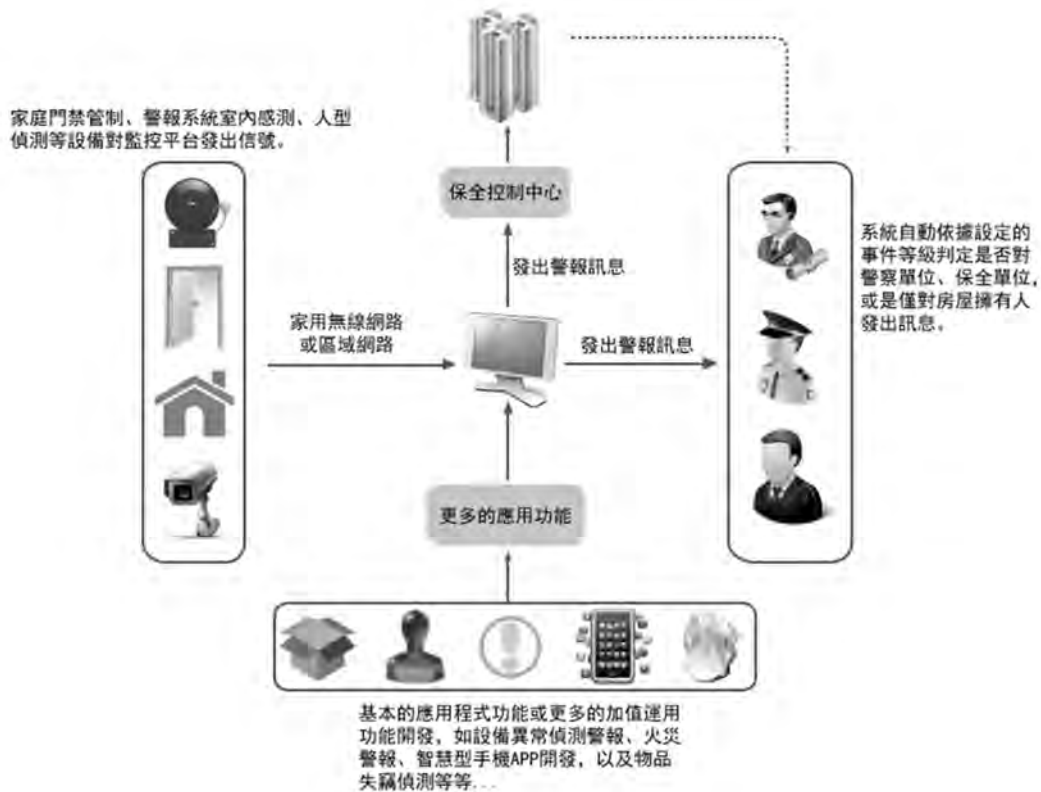 家庭門禁管制、警報系統室內感測、人型
偵測等設備對監控平台發出信號。
保全控制中心
發出警報訊息
系統自動依據設定的
事件等級判定是否對
警察單位、保全單位,
或是僅對房屋擁有人
發出訊息。
家用無線網路
或區域網路
發出警報訊息
更多的應用功能
基本的應用程式功能或更多的加值運用
功能開發, 如設備異常偵測警報、火災
警報、智慧型手機APP開發, 以及物品
失竊偵測等等...